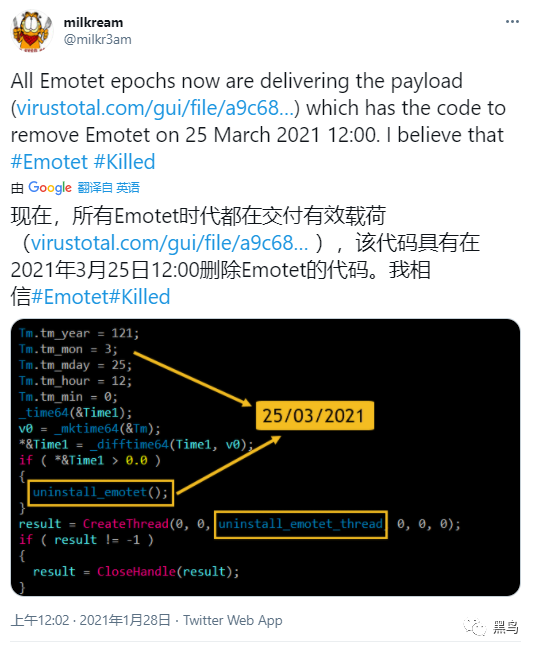 milkream
@milkr3am
All Emotet epochs now are delivering the payload
(virustotal.com/gui/file/a9c68...) which has the code to
remove Emotet on 25 March 2021 12:00. I believe that
#Emotet #Killed
由 Google 翻译自 英语
现在，所有Emotet时代都在交付有效载荷
（virustotal.com/gui/file/a9c68... ），该代码具有在
2021年3月25日12:00删除Emotet的代码。我相
信#Emotet#Killed
Tm.tm_year = 121;
Tm.tm_mon = 3;
Tm.tm_mday = 25;
Tm.tm_hour = 12;
Tm.tm_min = 0;
_time64(&Time1);
v0 = _mktime64(&Tm);
*&Time1 = _difftime64(Time1, v0);
if ( *&Time1 > 0.0 )
{
uninstall_emotet();
}
result = CreateThread(0, 0, uninstall_emotet_thread, 0, 0, 0);
if ( result != -1 )
{
result = CloseHandle(result);
}
25/03/2021
上午12:02 · 2021年1月28日 · Twitter Web App
黑鸟